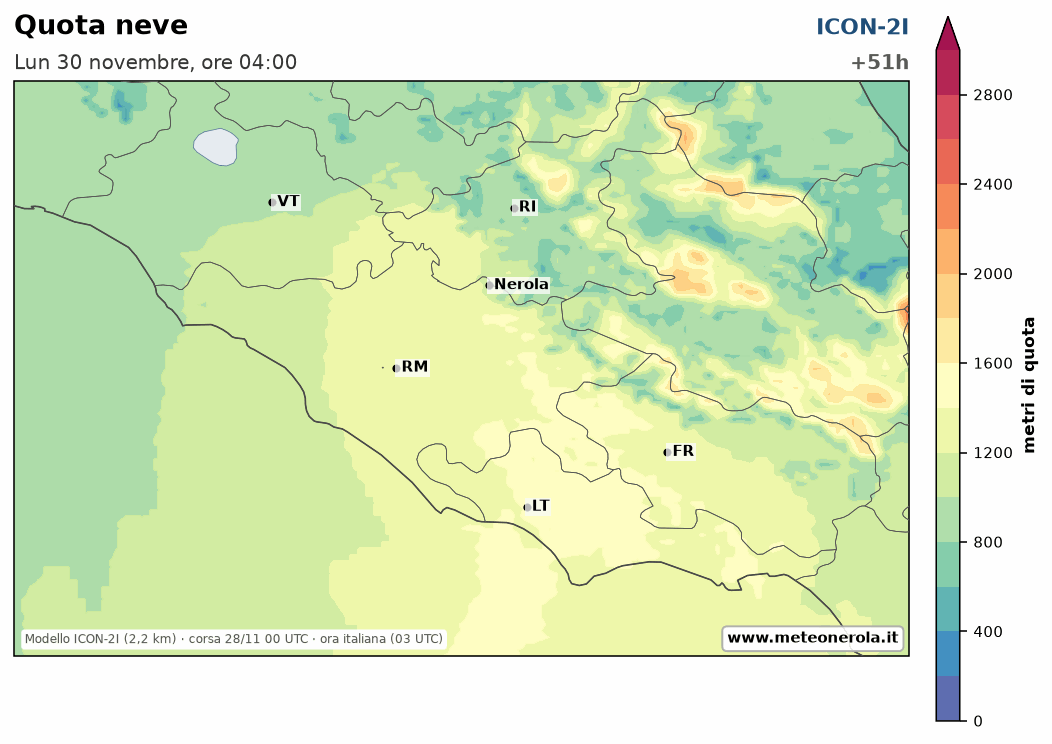 Quota neve
ICON-2I
Lun 30 novembre, ore 04:00
+51h
VT
RI
Nerola
RM
FR
LT
2800
2400
2000
1600
1200
800
400
0
metri di quota
Modello ICON-2I (2,2 km) · corsa 28/11 00 UTC · ora italiana (03 UTC)
www.meteonerola.it